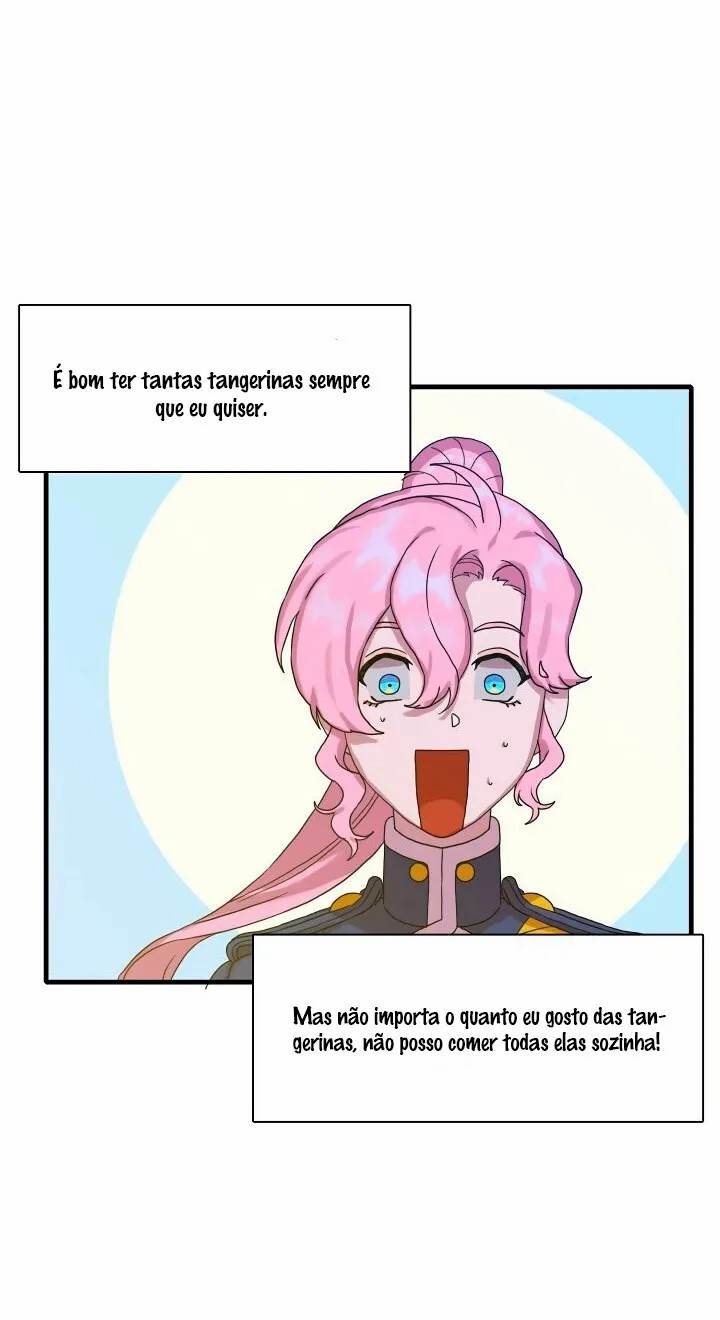 É bom ter tantas tangerinas sempre
que eu quiser.
Mas não importa o quanto eu gosto das tan-
gerinas, não posso comer todas elas sozinha!